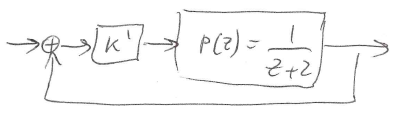 +
K'
P(z) = 1/(z+2)